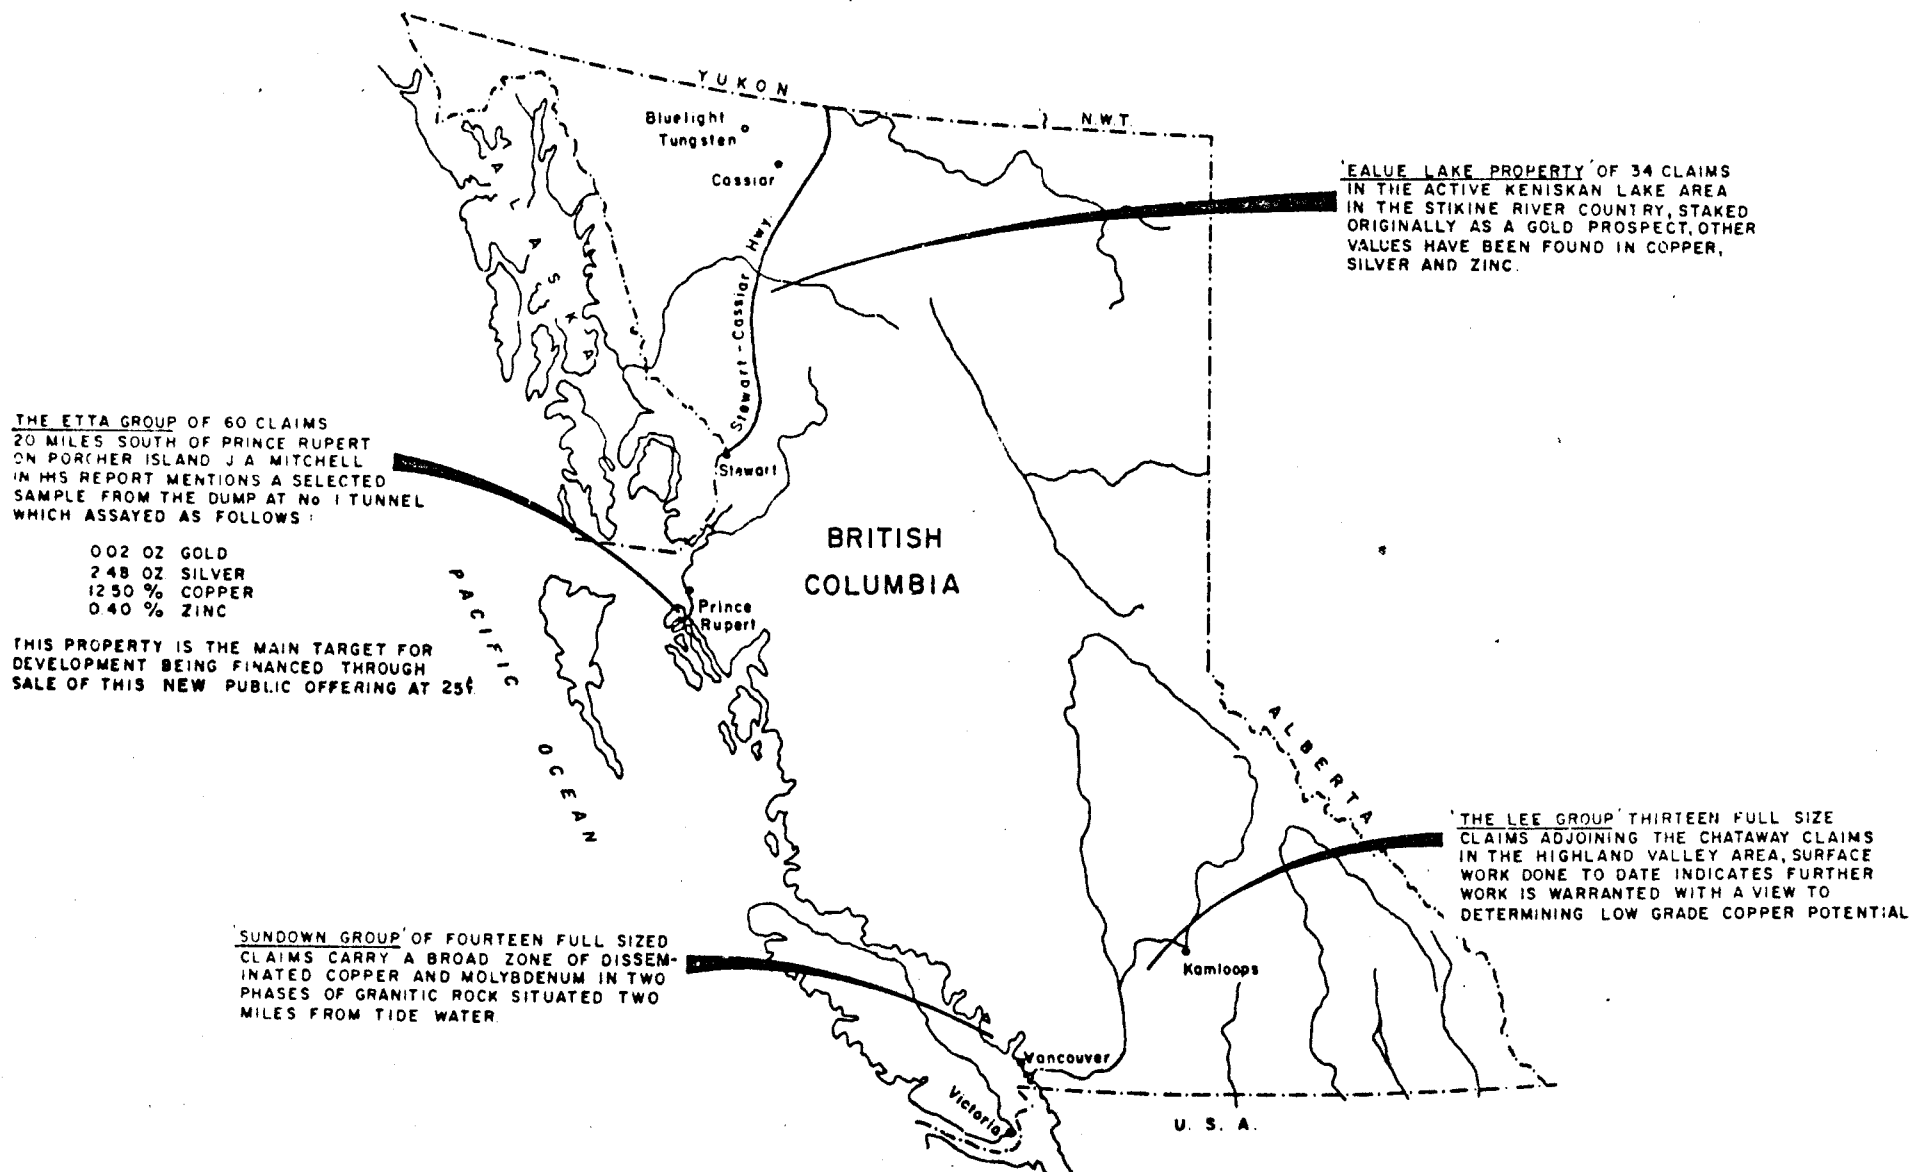 YUKON
N.W.T.
Bluelight
Tungsten
Cassiar
ALASKA
Stewart-Cassiar Hwy.
'EALUE LAKE PROPERTY' OF 34 CLAIMS
IN THE ACTIVE KENISKAN LAKE AREA
IN THE STIKINE RIVER COUNTRY, STAKED
ORIGINALLY AS A GOLD PROSPECT, OTHER
VALUES HAVE BEEN FOUND IN COPPER,
SILVER AND ZINC.
THE ETTA GROUP OF 60 CLAIMS
20 MILES SOUTH OF PRINCE RUPERT
ON PORCHER ISLAND J A MITCHELL
IN HIS REPORT MENTIONS A SELECTED
SAMPLE FROM THE DUMP AT No 1 TUNNEL
WHICH ASSAYED AS FOLLOWS :
0.02 OZ GOLD
2.48 OZ SILVER
12.50 % COPPER
0.40 % ZINC
THIS PROPERTY IS THE MAIN TARGET FOR
DEVELOPMENT BEING FINANCED THROUGH
SALE OF THIS NEW PUBLIC OFFERING AT 25¢.
Stewart
BRITISH
COLUMBIA
Prince
Rupert
PACIFIC
OCEAN
ALBERTA
'THE LEE GROUP' THIRTEEN FULL SIZE
CLAIMS ADJOINING THE CHATAWAY CLAIMS
IN THE HIGHLAND VALLEY AREA, SURFACE
WORK DONE TO DATE INDICATES FURTHER
WORK IS WARRANTED WITH A VIEW TO
DETERMINING LOW GRADE COPPER POTENTIAL
'SUNDOWN GROUP' OF FOURTEEN FULL SIZED
CLAIMS CARRY A BROAD ZONE OF DISSEM-
INATED COPPER AND MOLYBDENUM IN TWO
PHASES OF GRANITIC ROCK SITUATED TWO
MILES FROM TIDE WATER.
Kamloops
Vancouver
Victoria
U. S. A.